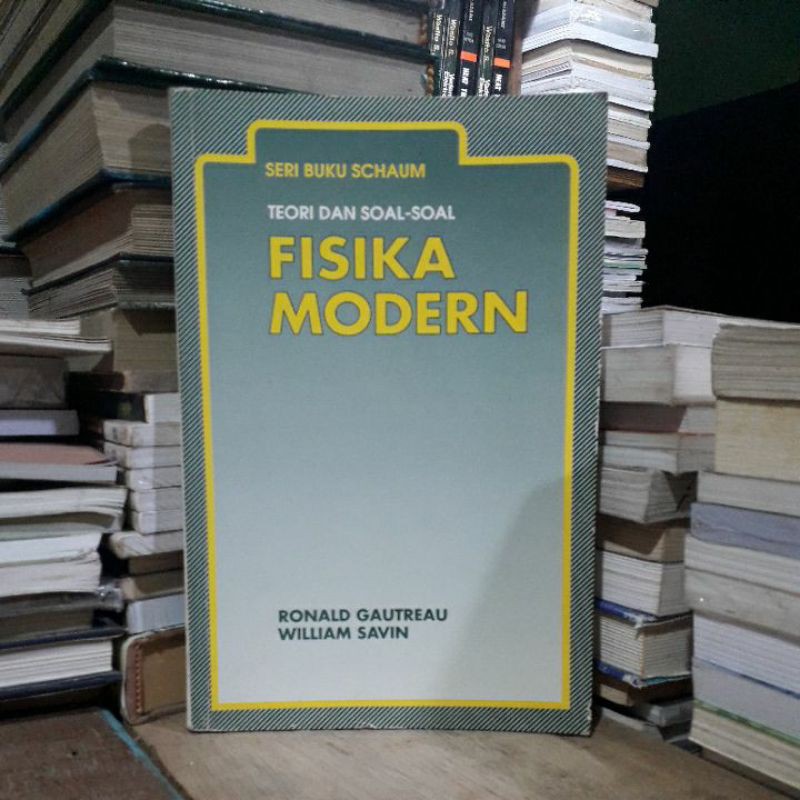 SERI BUKU SCHAUM
TEORI DAN SOAL-SOAL
FISIKA
MODERN
RONALD GAUTREAU
WILLIAM SAVIN